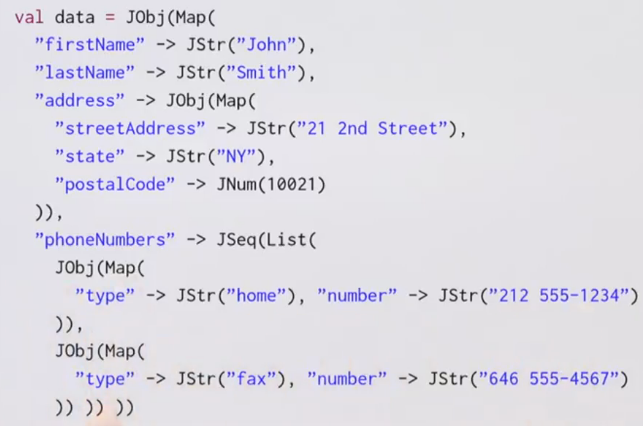 val data = JObj(Map(
"firstName” -> JStr(”John”),
”lastName” -> JStr(”Smith”),
”address” -> JObj(Map(
”streetAddress” -> JStr(”21 2nd Street”),
”state” -> JStr(”NY”),
”postalCode” -> JNum(10021)
)),
”phoneNumbers” -> JSeq(List(
JObj(Map(
”type” -> JStr(”home”), ”number” -> JStr(”212 555-1234”)
)),
JObj(Map(
”type” -> JStr(”fax”), ”number” -> JStr(”646 555-4567”)
)) )) ))